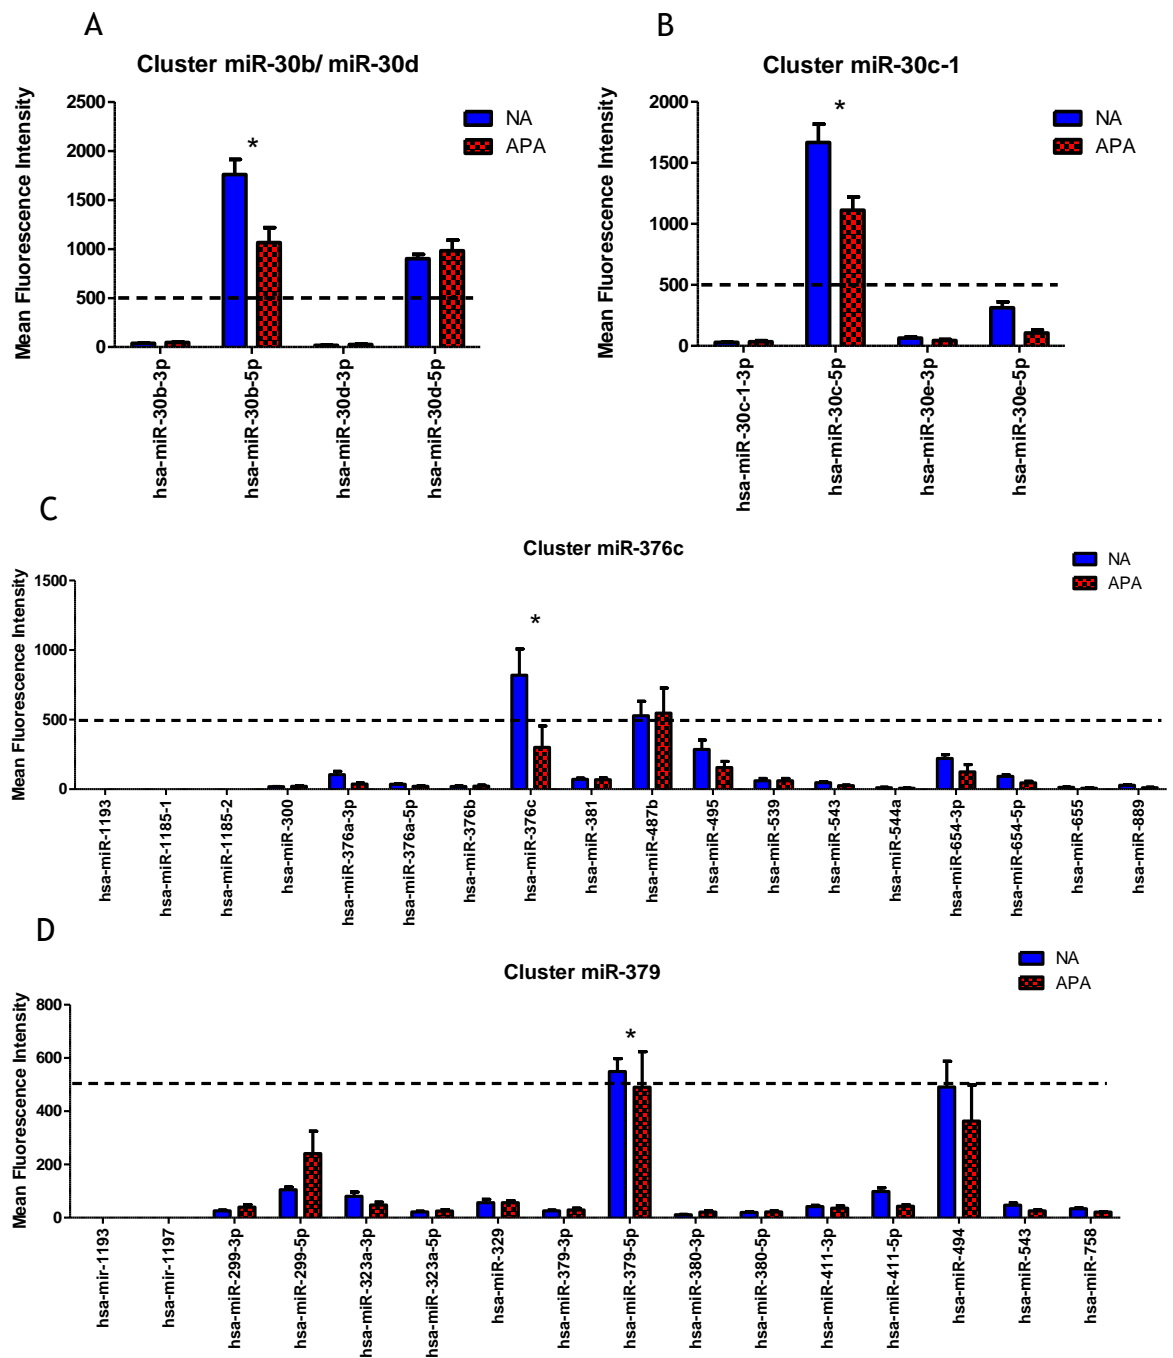 A
Cluster miR-30b/ miR-30d
Mean Fluorescence Intensity
2500
2000
1500
1000
500
0
*
NA
APA
hsa-miR-30b-3p
hsa-miR-30b-5p
hsa-miR-30d-3p
hsa-miR-30d-5p
B
Cluster miR-30c-1
Mean Fluorescence Intensity
2000
1500
1000
500
0
*
NA
APA
hsa-miR-30c-1-3p
hsa-miR-30c-5p
hsa-miR-30e-3p
hsa-miR-30e-5p
C
Cluster miR-376c
Mean Fluorescence Intensity
1500
1000
500
0
*
NA
APA
hsa-miR-1193
hsa-miR-1185-1
hsa-miR-1185-2
hsa-miR-300
hsa-miR-376a-3p
hsa-miR-376a-5p
hsa-miR-376b
hsa-miR-376c
hsa-miR-381
hsa-miR-487b
hsa-miR-495
hsa-miR-539
hsa-miR-543
hsa-miR-544a
hsa-miR-654-3p
hsa-miR-654-5p
hsa-miR-655
hsa-miR-889
D
Cluster miR-379
Mean Fluorescence Intensity
800
600
400
200
0
*
NA
APA
hsa-mir-1193
hsa-mir-1197
hsa-miR-299-3p
hsa-miR-299-5p
hsa-miR-323a-3p
hsa-miR-323a-5p
hsa-miR-329
hsa-miR-379-3p
hsa-miR-379-5p
hsa-miR-380-3p
hsa-miR-380-5p
hsa-miR-411-3p
hsa-miR-411-5p
hsa-miR-494
hsa-miR-543
hsa-miR-758